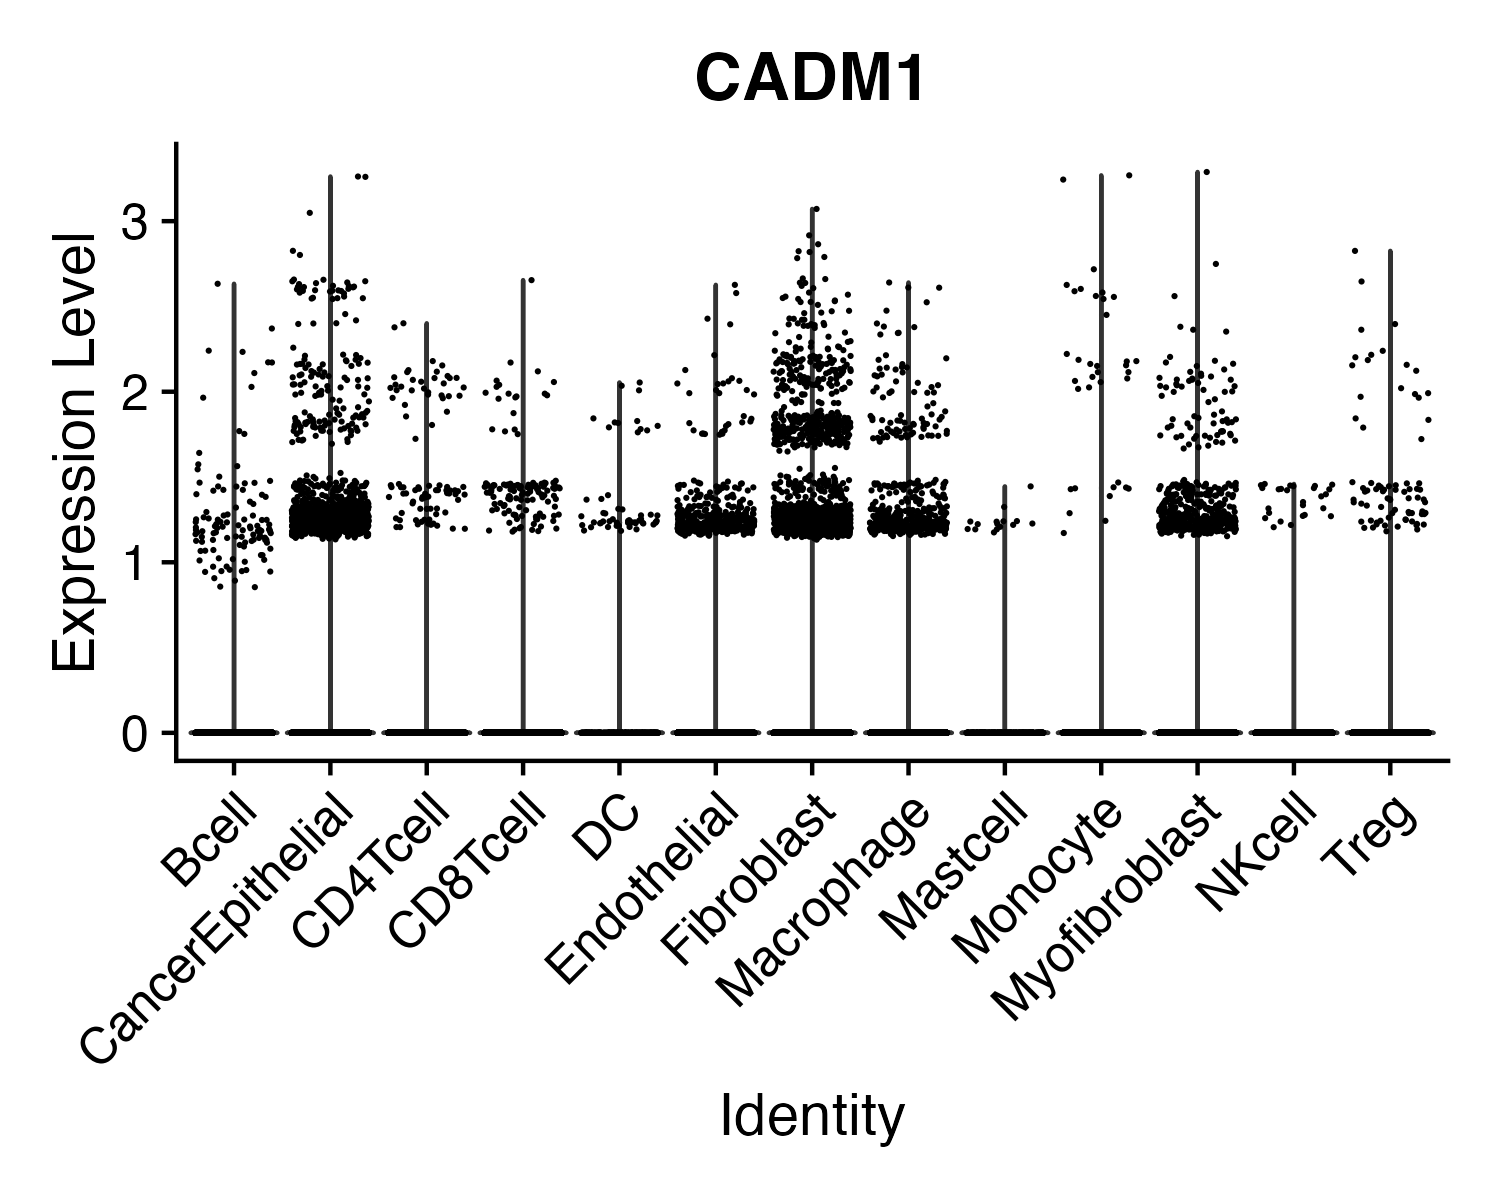 CADM1
Expression Level
3
2
1
0
Bcell
CancerEpithelial
CD4Tcell
CD8Tcell
DC
Endothelial
Fibroblast
Macrophage
Mastcell
Monocyte
Myofibroblast
NKcell
Treg
Identity